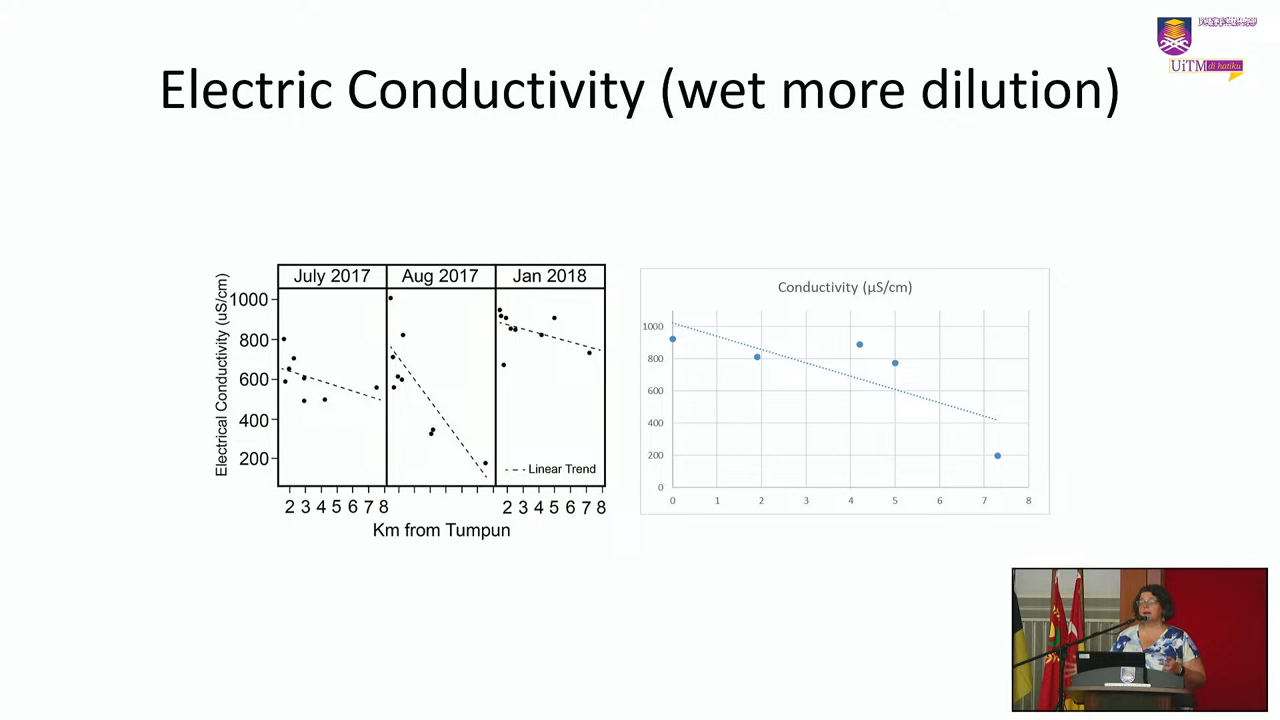 UiTM di hatiku
Electric Conductivity (wet more dilution)
July 2017 Aug 2017 Jan 2018
Electrical Conductivity (uS/cm)
1000
800
600
400
200
Linear Trend
2 3 4 5 6 7 8 2 3 4 5 6 7 8
Km from Tumpun
Conductivity (µS/cm)
1000
800
600
400
200
0
0 1 2 3 4 5 6 7 8